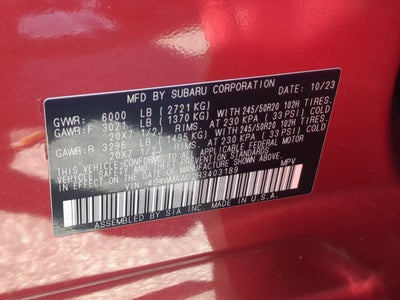 MFD. BY SUBARU CORPORATION DATE: 10/23
GVWR: 6000 LB (2721 KG)
GAWR:F 3021 LB (1370 KG) WITH 245/50R20 102H TIRES,
20X7 1/2J RIMS, AT 230 KPA ( 33 PSI) COLD
GAWR:R 3296 LB (1495 KG) WITH 245/50R20 102H TIRES,
20X7 1/2J RIMS, AT 230 KPA ( 33 PSI) COLD
THIS VEHICLE CONFORMS TO ALL APPLICABLE FEDERAL MOTOR
VEHICLE SAFETY, BUMPER, AND THEFT PREVENTION STANDARDS
IN EFFECT ON THE DATE OF MANUFACTURE SHOWN ABOVE.
V I N: MPV
ASSEMBLED BY SIA INC. MADE IN U.S.A.